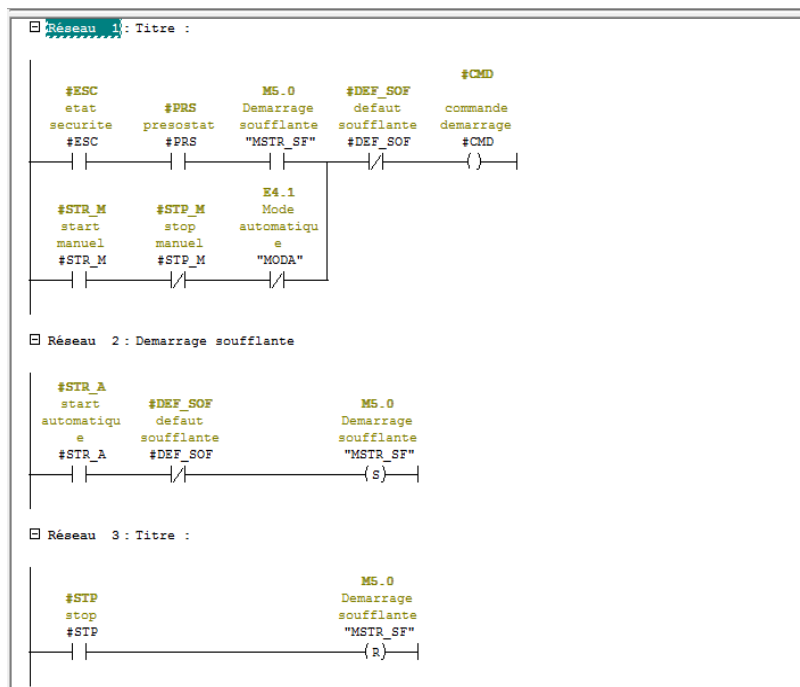 Réseau 1: Titre :
#CMD
#ESC M5.0 #DEF_SOF
etat #PRS Demarrage defaut commande
securite presostat soufflante soufflante demarrage
#ESC #PRS "MSTR_SF" #DEF_SOF #CMD
E4.1
#STR_M #STP_M Mode
start stop automatiqu
manuel manuel e
#STR_M #STP_M "MODA"
Réseau 2 : Demarrage soufflante
#STR_A
start #DEF_SOF M5.0
automatiqu defaut Demarrage
e soufflante soufflante
#STR_A #DEF_SOF "MSTR_SF"
S
Réseau 3 : Titre :
M5.0
#STP Demarrage
stop soufflante
#STP "MSTR_SF"
R